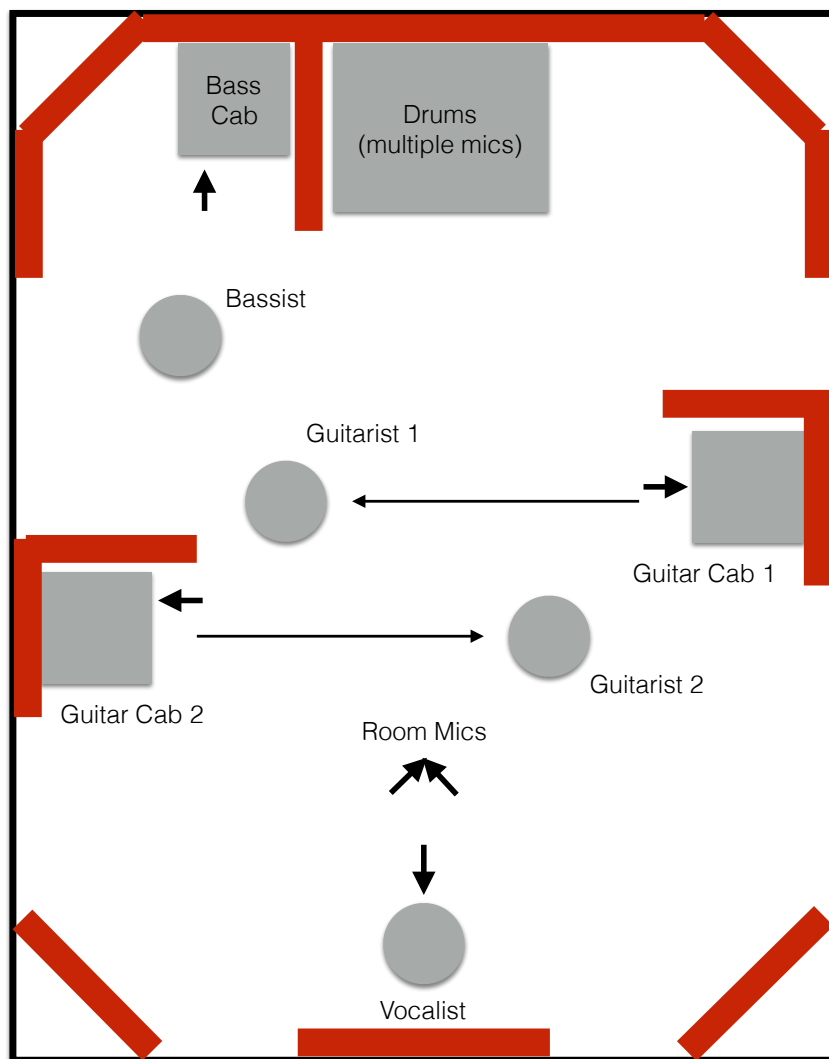 Bass
Cab
Drums
(multiple mics)
Bassist
Guitarist 1
Guitar Cab 1
Guitarist 2
Guitar Cab 2
Room Mics
Vocalist